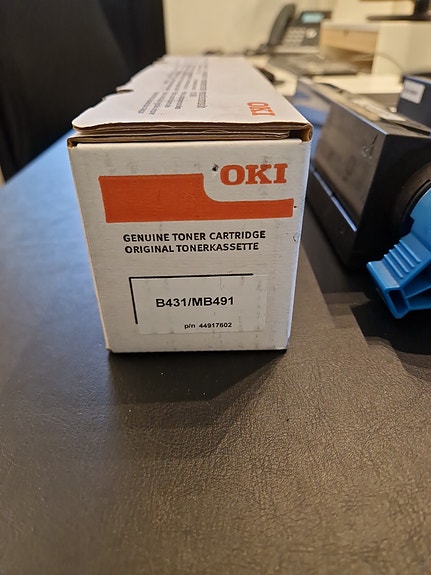 OKI
OKI
GENUINE TONER CARTRIDGE
ORIGINAL TONERKASSETTE
B431/MB491
p/n 44917602